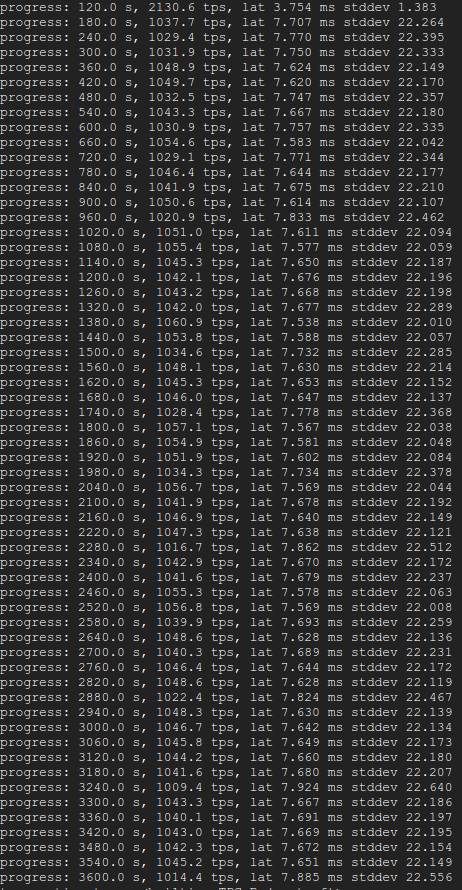 progress: 120.0 s, 2130.6 tps, lat 3.754 ms stddev 1.383
progress: 180.0 s, 1037.7 tps, lat 7.707 ms stddev 22.264
progress: 240.0 s, 1029.4 tps, lat 7.770 ms stddev 22.395
progress: 300.0 s, 1031.9 tps, lat 7.750 ms stddev 22.333
progress: 360.0 s, 1048.9 tps, lat 7.624 ms stddev 22.149
progress: 420.0 s, 1049.7 tps, lat 7.620 ms stddev 22.170
progress: 480.0 s, 1032.5 tps, lat 7.747 ms stddev 22.357
progress: 540.0 s, 1043.3 tps, lat 7.667 ms stddev 22.180
progress: 600.0 s, 1030.9 tps, lat 7.757 ms stddev 22.335
progress: 660.0 s, 1054.6 tps, lat 7.583 ms stddev 22.042
progress: 720.0 s, 1029.1 tps, lat 7.771 ms stddev 22.344
progress: 780.0 s, 1046.4 tps, lat 7.644 ms stddev 22.177
progress: 840.0 s, 1041.9 tps, lat 7.675 ms stddev 22.210
progress: 900.0 s, 1050.6 tps, lat 7.614 ms stddev 22.107
progress: 960.0 s, 1020.9 tps, lat 7.833 ms stddev 22.462
progress: 1020.0 s, 1051.0 tps, lat 7.611 ms stddev 22.094
progress: 1080.0 s, 1055.4 tps, lat 7.577 ms stddev 22.059
progress: 1140.0 s, 1045.3 tps, lat 7.650 ms stddev 22.187
progress: 1200.0 s, 1042.1 tps, lat 7.676 ms stddev 22.196
progress: 1260.0 s, 1043.2 tps, lat 7.668 ms stddev 22.198
progress: 1320.0 s, 1042.0 tps, lat 7.677 ms stddev 22.289
progress: 1380.0 s, 1060.9 tps, lat 7.538 ms stddev 22.010
progress: 1440.0 s, 1053.8 tps, lat 7.588 ms stddev 22.057
progress: 1500.0 s, 1034.6 tps, lat 7.732 ms stddev 22.285
progress: 1560.0 s, 1048.1 tps, lat 7.630 ms stddev 22.214
progress: 1620.0 s, 1045.3 tps, lat 7.653 ms stddev 22.152
progress: 1680.0 s, 1046.0 tps, lat 7.647 ms stddev 22.137
progress: 1740.0 s, 1028.4 tps, lat 7.778 ms stddev 22.368
progress: 1800.0 s, 1057.1 tps, lat 7.567 ms stddev 22.038
progress: 1860.0 s, 1054.9 tps, lat 7.581 ms stddev 22.048
progress: 1920.0 s, 1051.9 tps, lat 7.602 ms stddev 22.084
progress: 1980.0 s, 1034.3 tps, lat 7.734 ms stddev 22.378
progress: 2040.0 s, 1056.7 tps, lat 7.569 ms stddev 22.044
progress: 2100.0 s, 1041.9 tps, lat 7.678 ms stddev 22.192
progress: 2160.0 s, 1046.9 tps, lat 7.640 ms stddev 22.149
progress: 2220.0 s, 1047.3 tps, lat 7.638 ms stddev 22.121
progress: 2280.0 s, 1016.7 tps, lat 7.862 ms stddev 22.512
progress: 2340.0 s, 1042.9 tps, lat 7.670 ms stddev 22.172
progress: 2400.0 s, 1041.6 tps, lat 7.679 ms stddev 22.237
progress: 2460.0 s, 1055.3 tps, lat 7.578 ms stddev 22.063
progress: 2520.0 s, 1056.8 tps, lat 7.569 ms stddev 22.008
progress: 2580.0 s, 1039.9 tps, lat 7.693 ms stddev 22.259
progress: 2640.0 s, 1048.6 tps, lat 7.628 ms stddev 22.136
progress: 2700.0 s, 1040.3 tps, lat 7.689 ms stddev 22.231
progress: 2760.0 s, 1046.4 tps, lat 7.644 ms stddev 22.172
progress: 2820.0 s, 1048.6 tps, lat 7.628 ms stddev 22.119
progress: 2880.0 s, 1022.4 tps, lat 7.824 ms stddev 22.467
progress: 2940.0 s, 1048.3 tps, lat 7.630 ms stddev 22.139
progress: 3000.0 s, 1046.7 tps, lat 7.642 ms stddev 22.134
progress: 3060.0 s, 1045.8 tps, lat 7.649 ms stddev 22.173
progress: 3120.0 s, 1044.2 tps, lat 7.660 ms stddev 22.180
progress: 3180.0 s, 1041.6 tps, lat 7.680 ms stddev 22.207
progress: 3240.0 s, 1009.4 tps, lat 7.924 ms stddev 22.640
progress: 3300.0 s, 1043.3 tps, lat 7.667 ms stddev 22.186
progress: 3360.0 s, 1040.1 tps, lat 7.691 ms stddev 22.197
progress: 3420.0 s, 1043.0 tps, lat 7.669 ms stddev 22.195
progress: 3480.0 s, 1042.3 tps, lat 7.672 ms stddev 22.154
progress: 3540.0 s, 1045.2 tps, lat 7.651 ms stddev 22.149
progress: 3600.0 s, 1014.4 tps, lat 7.885 ms stddev 22.556